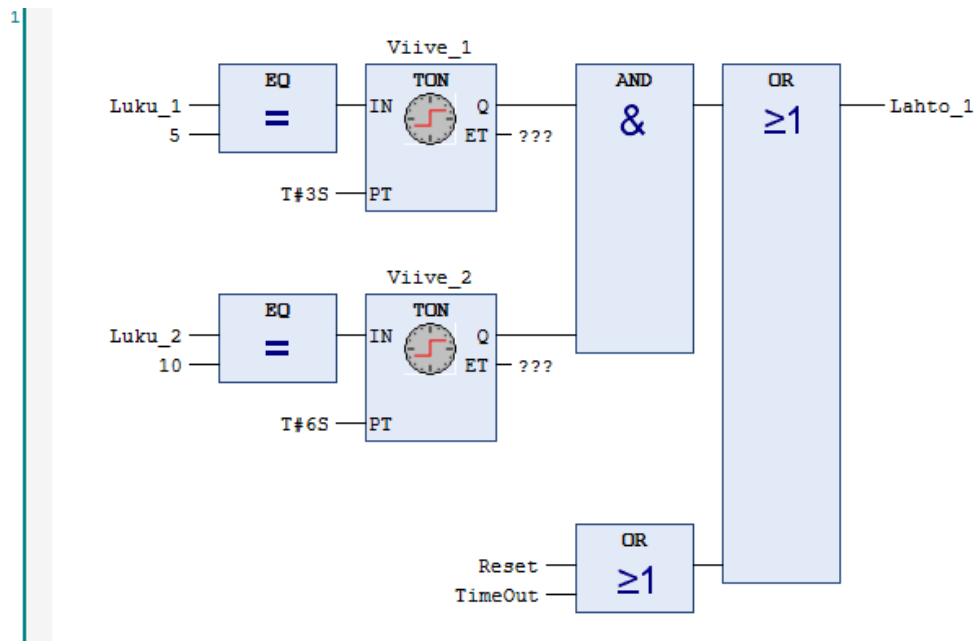 1
Viive_1
EQ TON AND OR
Luku_1 = IN Q & ≥1 Lahto_1
5 ET ???
T#3S PT
Viive_2
EQ TON
Luku_2 = IN Q
10 ET ???
T#6S PT
OR
Reset ≥1
TimeOut